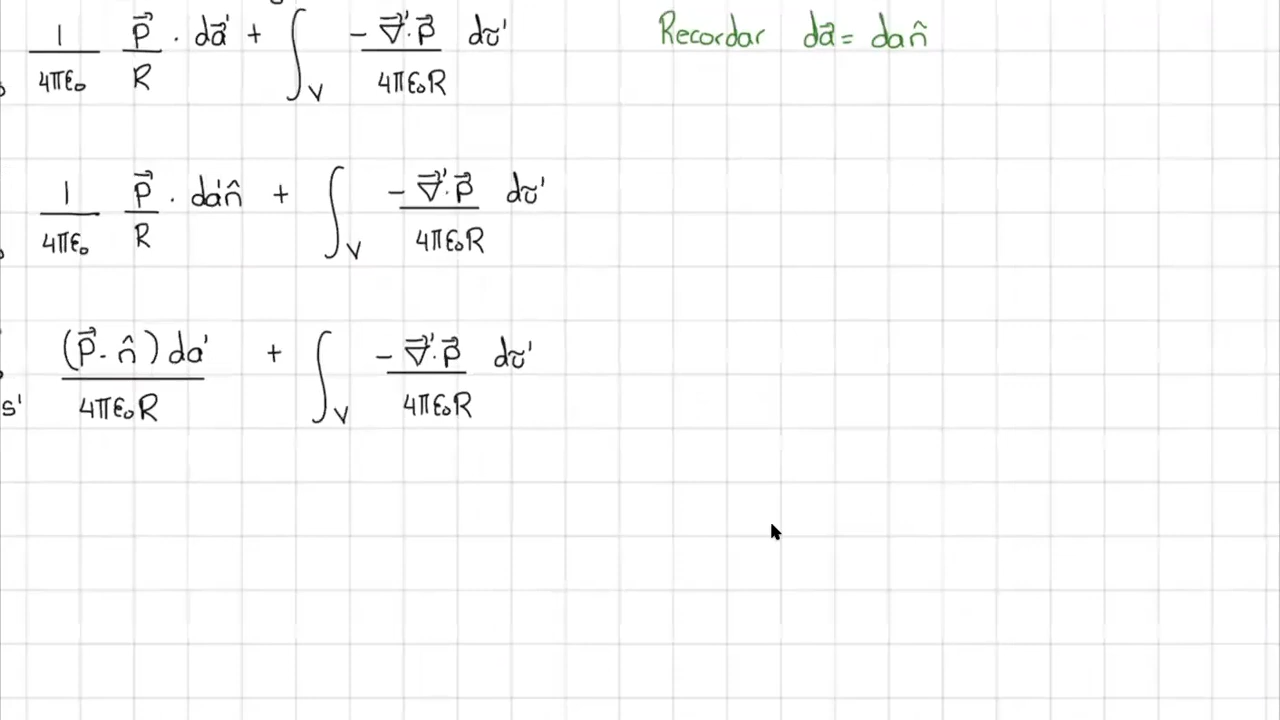 1/4πε₀ P⃗/R · da⃗' + ∫_V -∇⃗'·P⃗/4πε₀R dτ' Recordar da⃗ = da n̂
1/4πε₀ P⃗/R · da' n̂ + ∫_V -∇⃗'·P⃗/4πε₀R dτ'
s' (P⃗ · n̂) da'/4πε₀R + ∫_V -∇⃗'·P⃗/4πε₀R dτ'